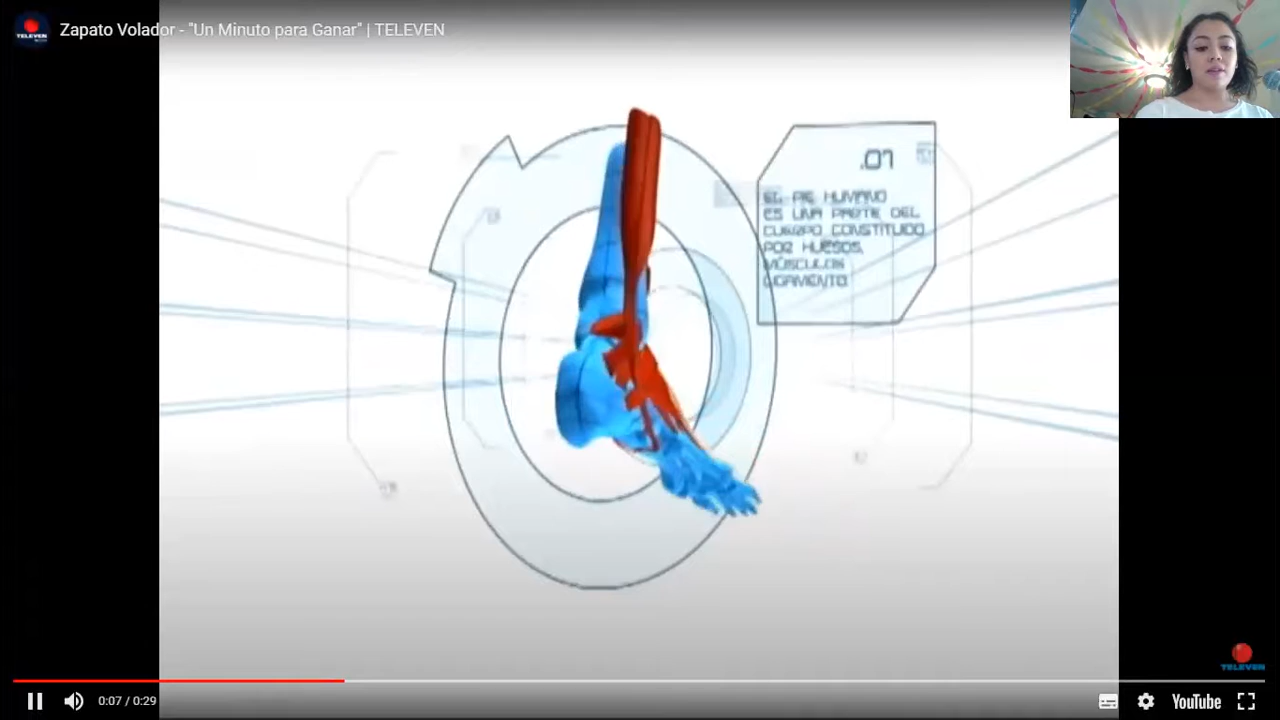 Zapato Volador - "Un Minuto para Ganar" | TELEVEN
TELEVEN
.01
EL PIE HUMANO
ES UNA PARTE DEL
CUERPO CONSTITUIDO
POR HUESOS,
MÚSCULOS
LIGAMENTO
TELEVEN
0:07 / 0:29
YouTube